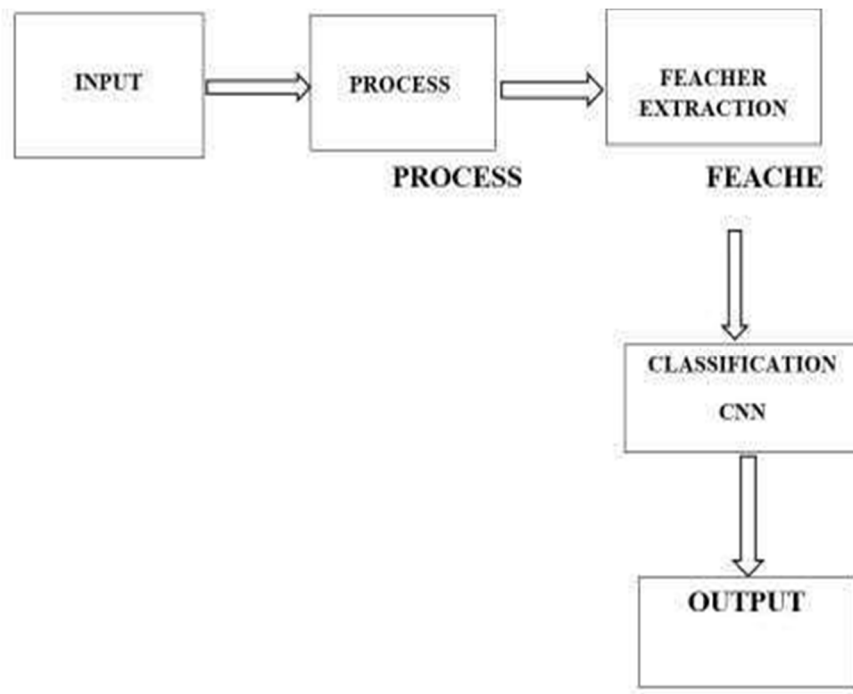 INPUT
PROCESS
FEACHER
EXTRACTION
PROCESS
FEACHE
CLASSIFICATION
CNN
OUTPUT